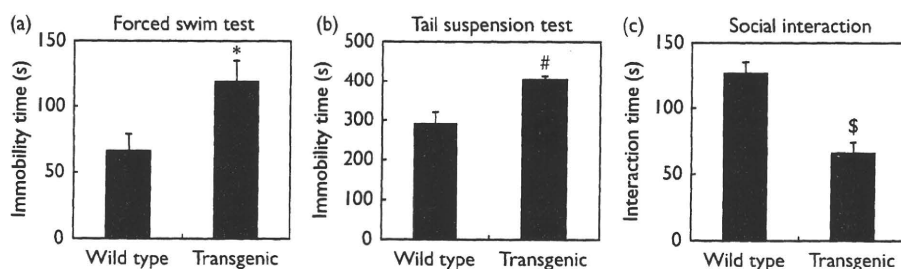 (a) Forced swim test
Immobility time (s)
150
100
50
0
*
Wild type Transgenic
(b) Tail suspension test
Immobility time (s)
500
400
300
200
100
0
#
Wild type Transgenic
(c) Social interaction
Interaction time (s)
150
100
50
0
$
Wild type Transgenic